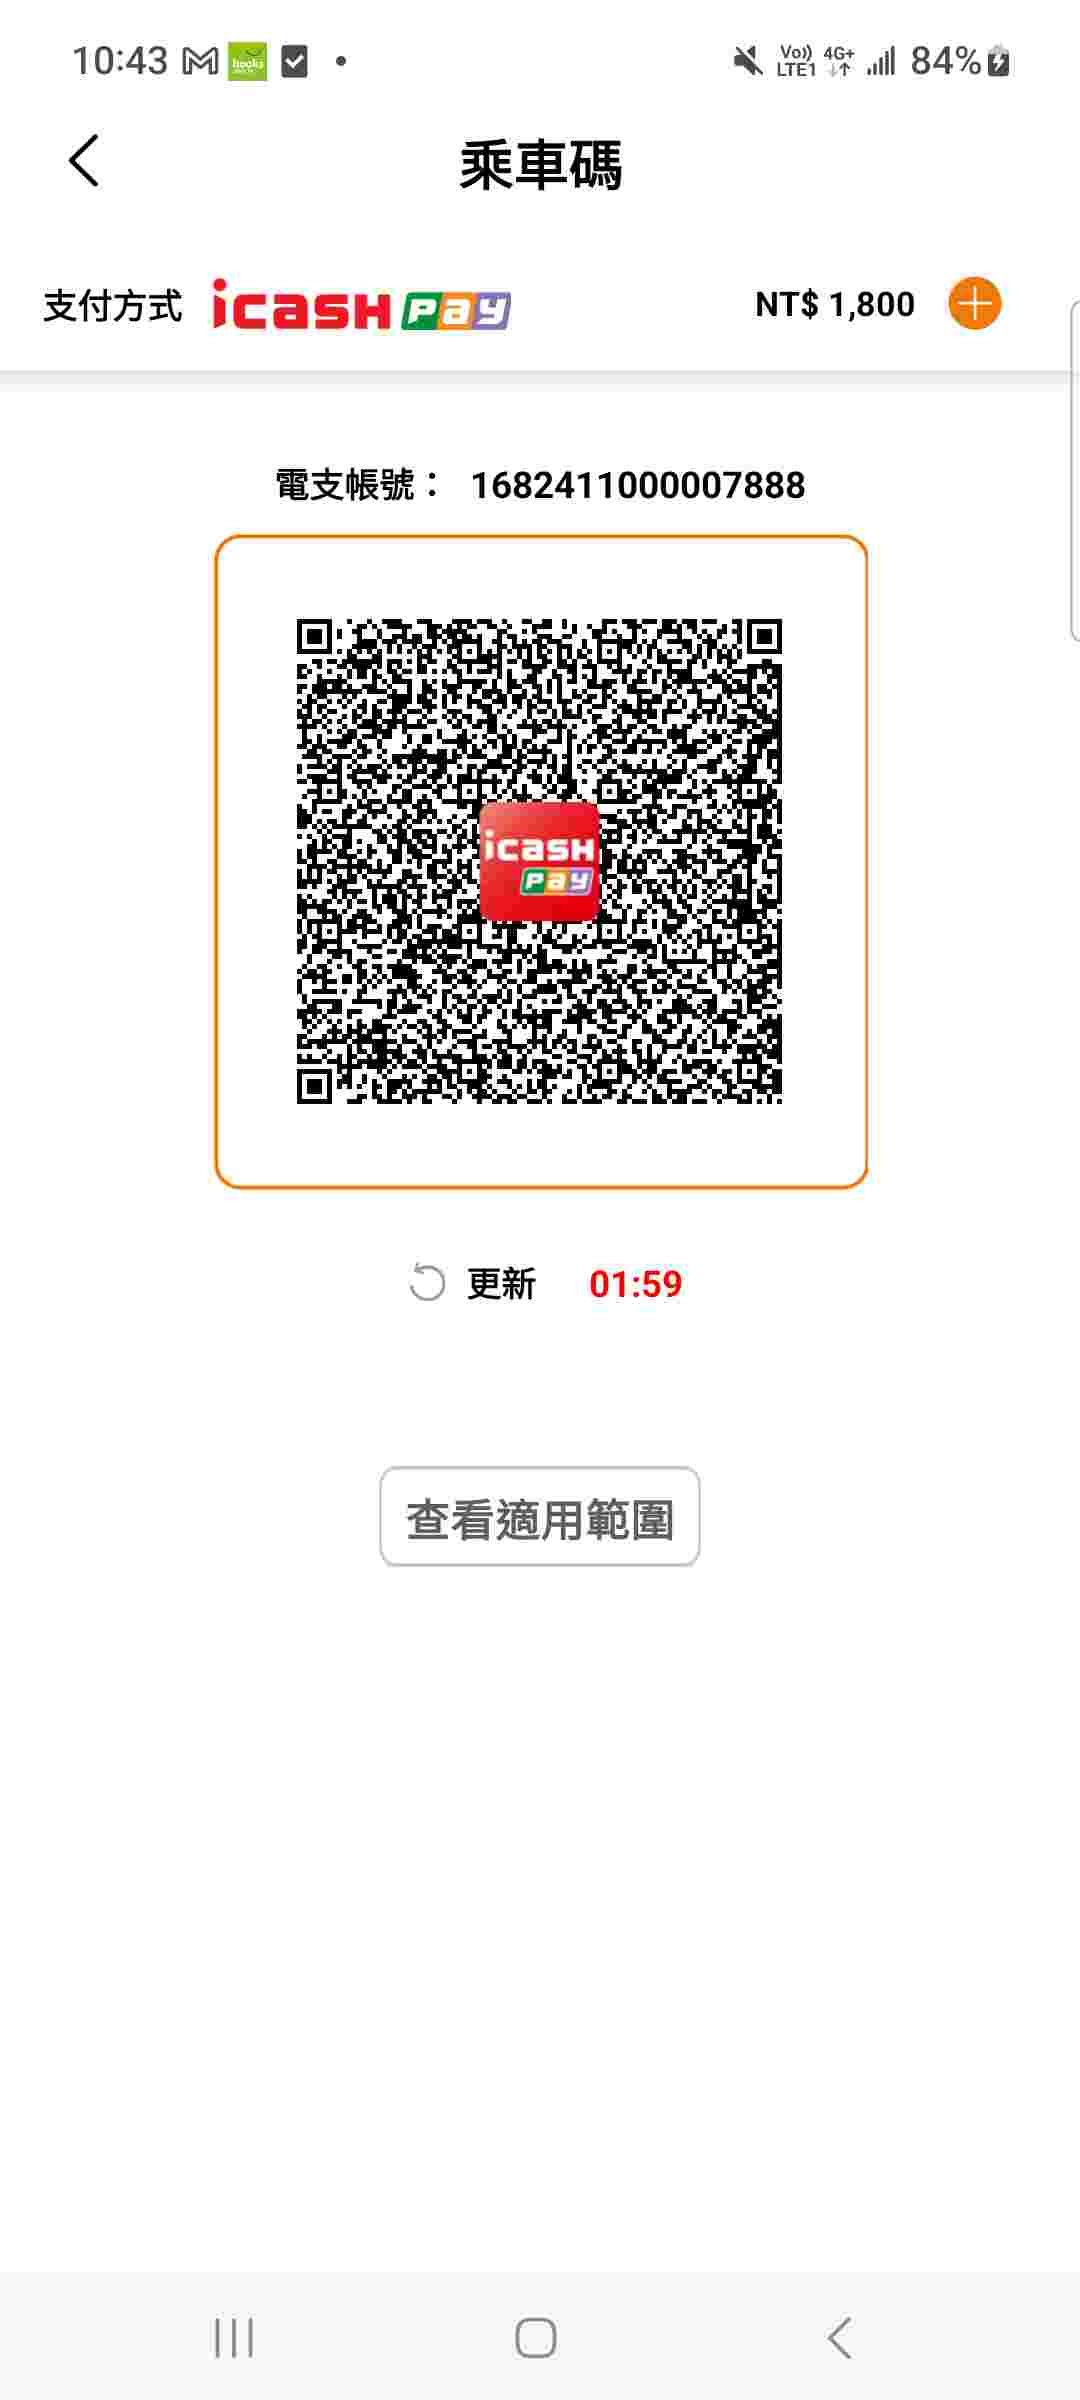 10:43 books Vo)) LTE1 4G+ 84%
乘車碼
支付方式 icash pay NT$ 1,800
電支帳號： 1682411000007888
icash
pay
更新 01:59
查看適用範圍